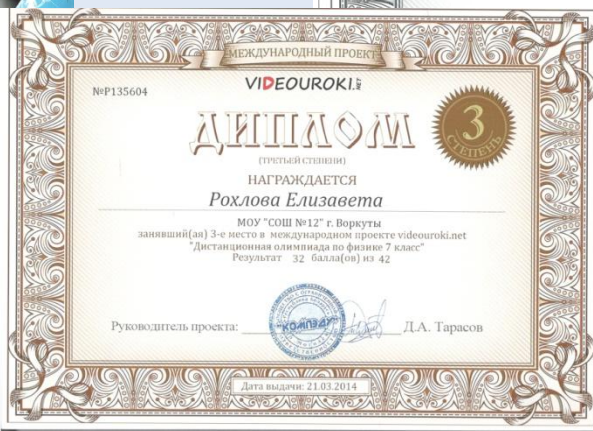 МЕЖДУНАРОДНЫЙ ПРОЕКТ
№Р135604
VIDEOUROKI.NET
ДИПЛОМ
3
СТЕПЕНЬ
(ТРЕТЬЕЙ СТЕПЕНИ)
НАГРАЖДАЕТСЯ
Рохлова Елизавета
МОУ "СОШ №12" г. Воркуты
занявший(ая) 3-е место в международном проекте videouroki.net
"Дистанционная олимпиада по физике 7 класс"
Результат 32 балла(ов) из 42
Руководитель проекта:
"КОМПЭДУ"
Д.А. Тарасов
Дата выдачи: 21.03.2014